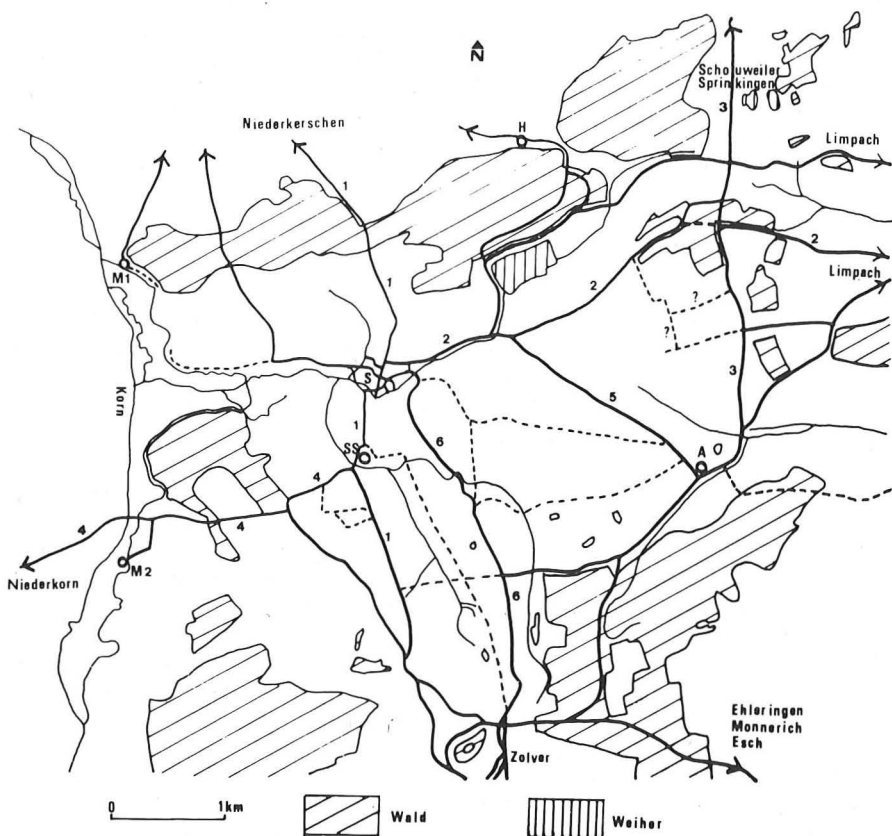 N
Schouweiler
Sprinkingen
3
H
Niederkerschen
Limpach
1
M1
2
2
Limpach
1
?
?
2
S
3
Korn
5
1
6
SS
A
4
4
4
1
M2
Niederkorn
6
Ehleringen
Monnerich
Esch
Zolver
0
1km
Wald
Weiher